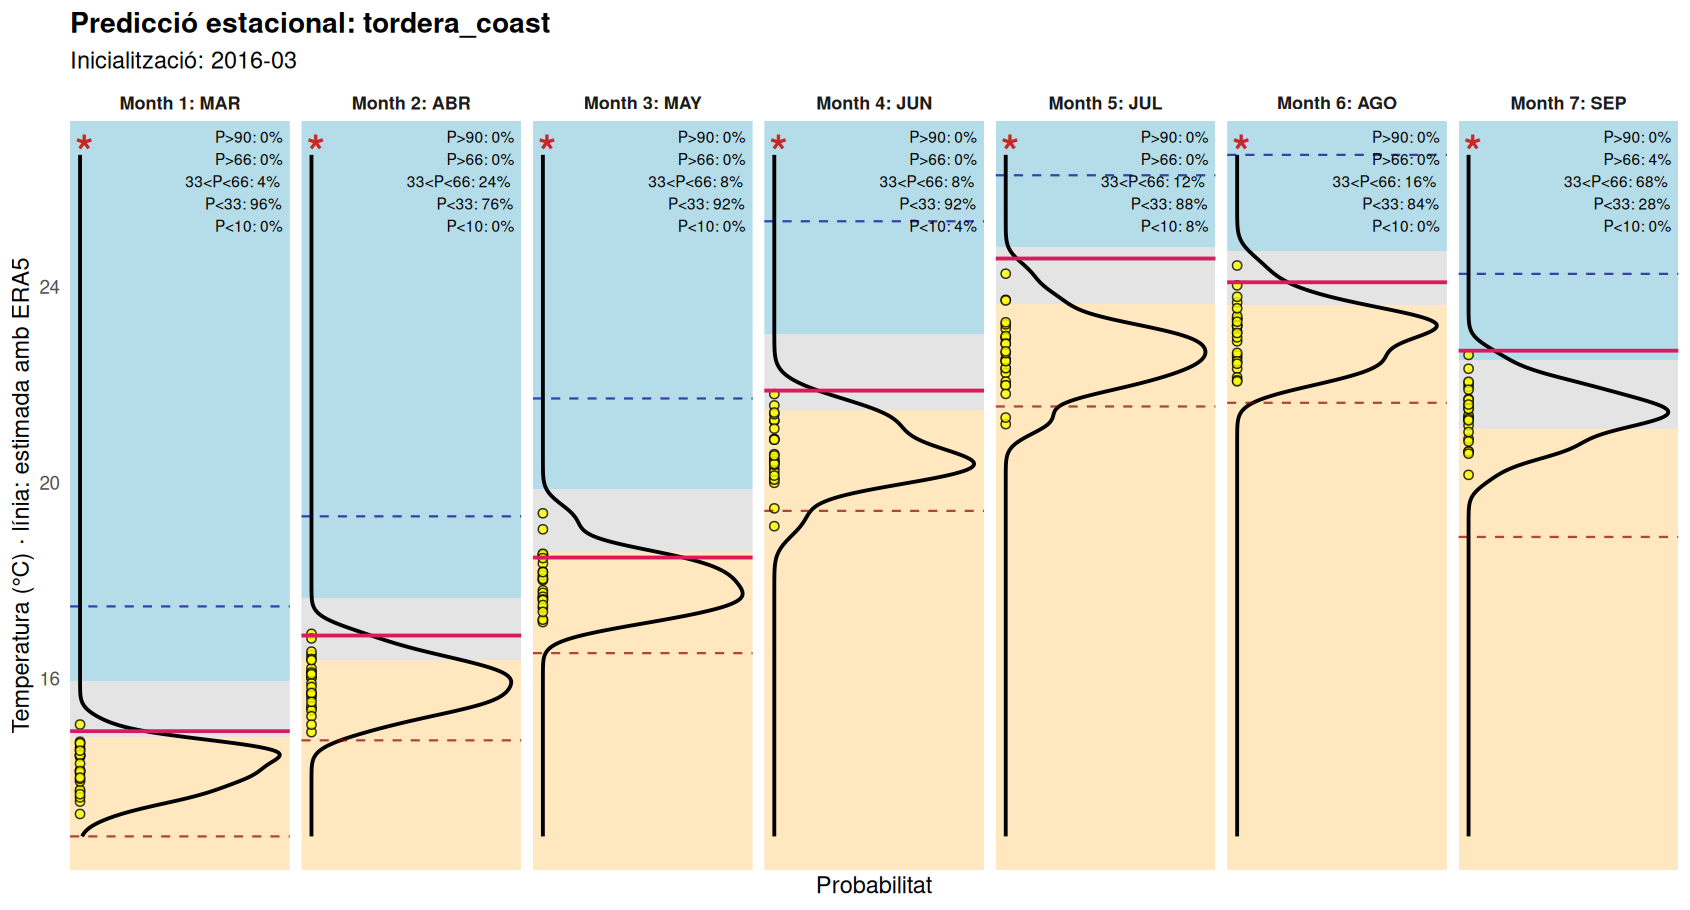 Predicció estacional: tordera_coast
Inicialització: 2016-03
Month 1: MAR
Month 2: ABR
Month 3: MAY
Month 4: JUN
Month 5: JUL
Month 6: AGO
Month 7: SEP
*
P>90: 0%
P>66: 0%
33<P<66: 4%
P<33: 96%
P<10: 0%
*
P>90: 0%
P>66: 0%
33<P<66: 24%
P<33: 76%
P<10: 0%
*
P>90: 0%
P>66: 0%
33<P<66: 8%
P<33: 92%
P<10: 0%
*
P>90: 0%
P>66: 0%
33<P<66: 8%
P<33: 92%
P<10: 4%
*
P>90: 0%
P>66: 0%
33<P<66: 12%
P<33: 88%
P<10: 8%
*
P>90: 0%
P>66: 0%
33<P<66: 16%
P<33: 84%
P<10: 0%
*
P>90: 0%
P>66: 4%
33<P<66: 68%
P<33: 28%
P<10: 0%
Temperatura (°C) · línia: estimada amb ERA5
24
20
16
Probabilitat